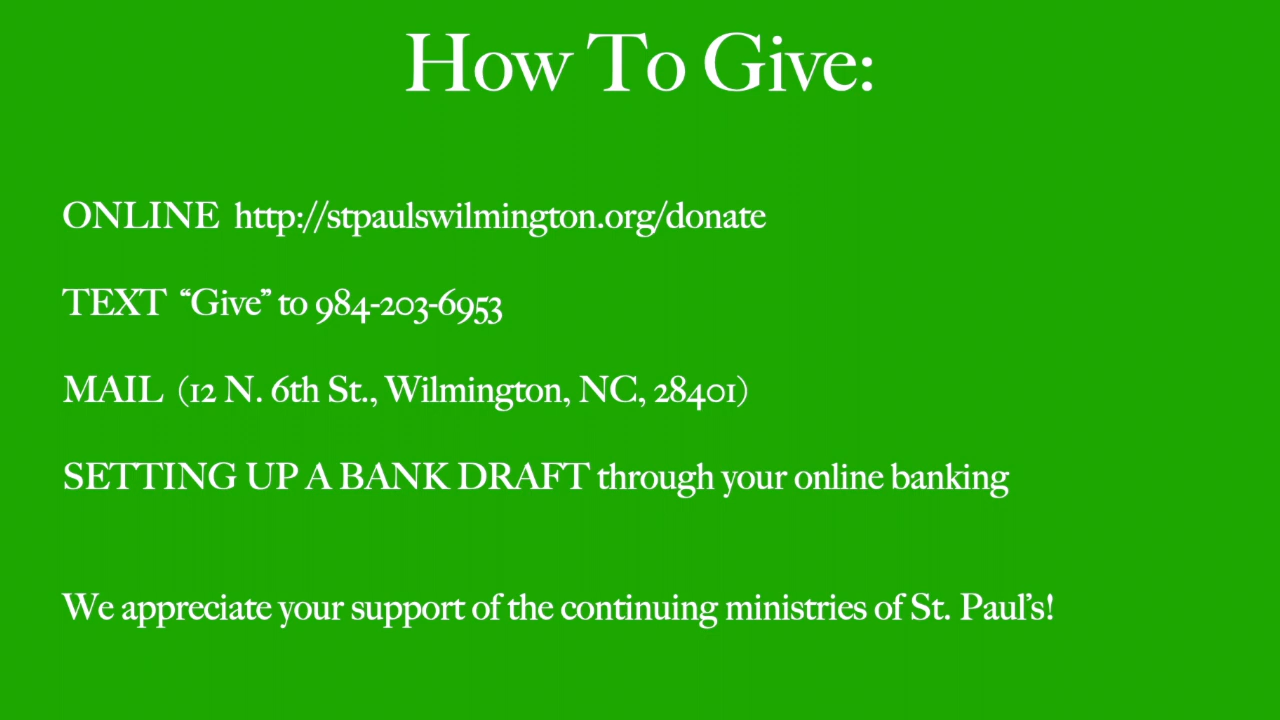 How To Give:
ONLINE http://stpaulswilmington.org/donate
TEXT “Give” to 984-203-6953
MAIL (12 N. 6th St., Wilmington, NC, 28401)
SETTING UP A BANK DRAFT through your online banking
We appreciate your support of the continuing ministries of St. Paul’s!